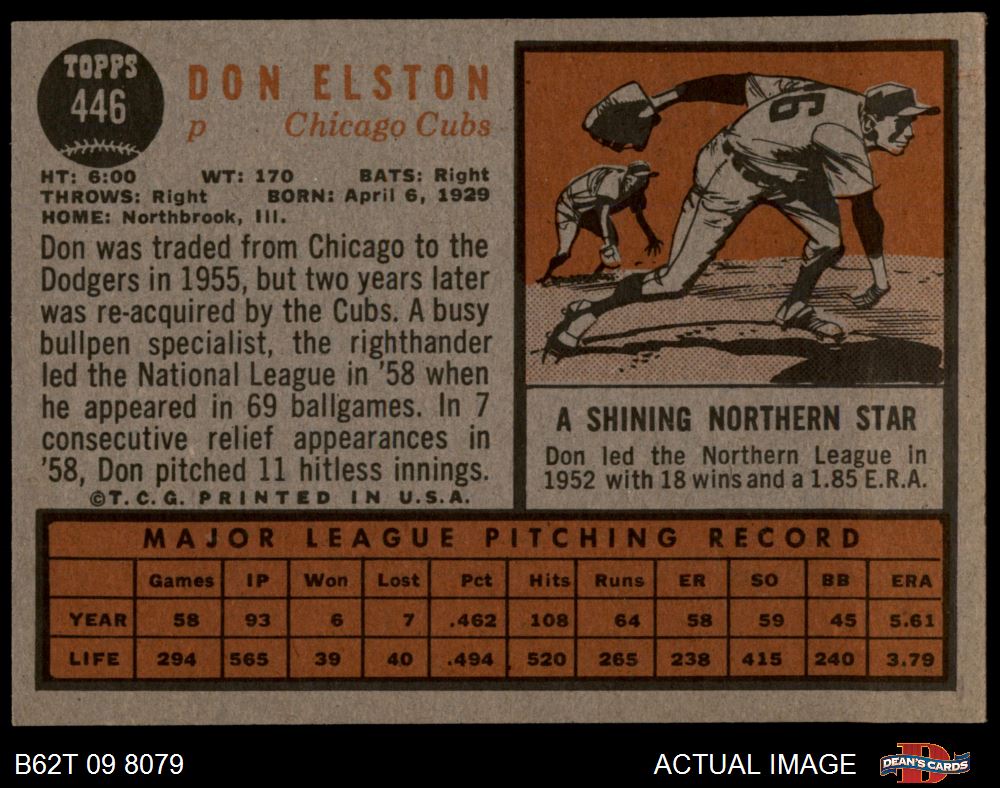 TOPPS
446
DON ELSTON
p Chicago Cubs
HT: 6:00 WT: 170 BATS: Right
THROWS: Right BORN: April 6, 1929
HOME: Northbrook, Ill.
Don was traded from Chicago to the
Dodgers in 1955, but two years later
was re-acquired by the Cubs. A busy
bullpen specialist, the righthander
led the National League in '58 when
he appeared in 69 ballgames. In 7
consecutive relief appearances in
'58, Don pitched 11 hitless innings.
©T.C.G. PRINTED IN U.S.A.
16
A SHINING NORTHERN STAR
Don led the Northern League in
1952 with 18 wins and a 1.85 E.R.A.
MAJOR LEAGUE PITCHING RECORD
Games IP Won Lost Pct Hits Runs ER SO BB ERA
YEAR 58 93 6 7 .462 108 64 58 59 45 5.61
LIFE 294 565 39 40 .494 520 265 238 415 240 3.79
B62T 09 8079
ACTUAL IMAGE
D
DEAN'S CARDS